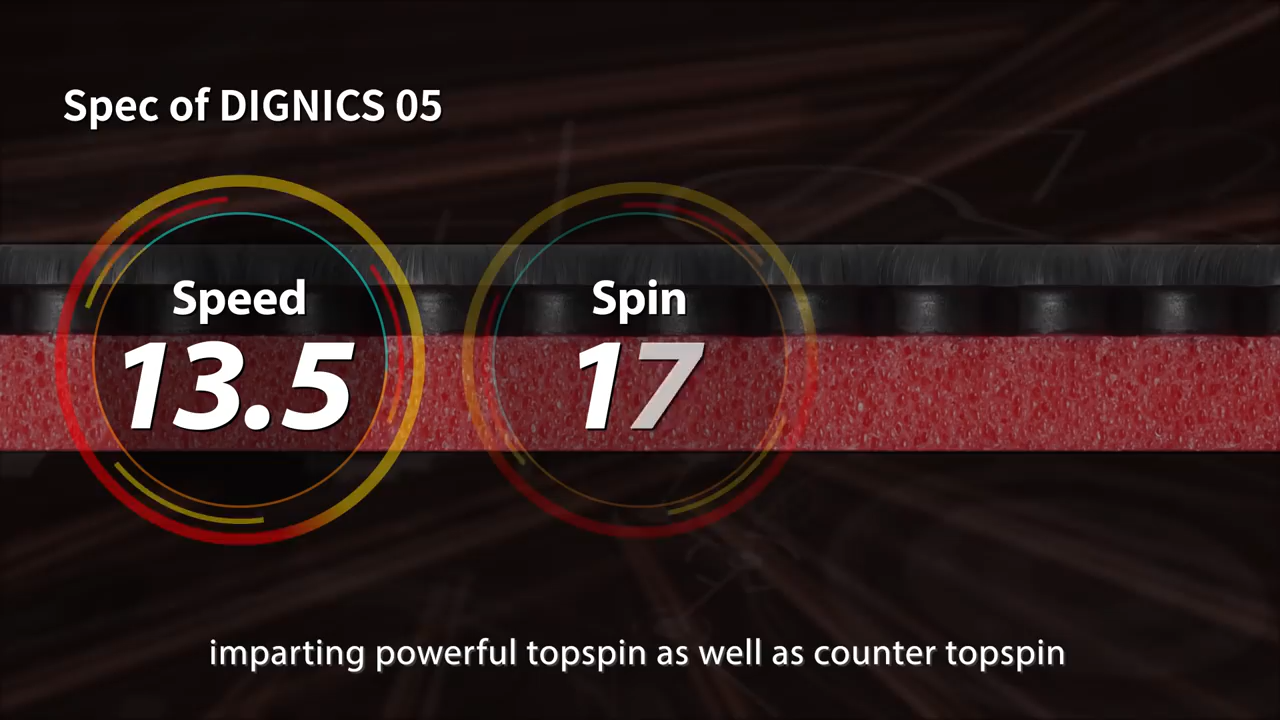 Spec of DIGNICS 05
Speed
13.5
Spin
17
imparting powerful topspin as well as counter topspin